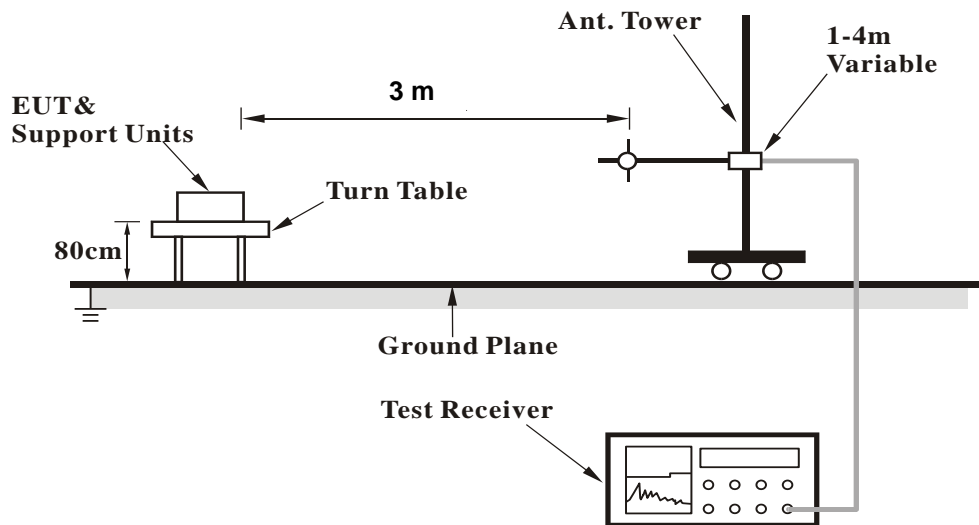 Ant. Tower
1-4m
Variable
3 m
EUT&
Support Units
Turn Table
80cm
Ground Plane
Test Receiver